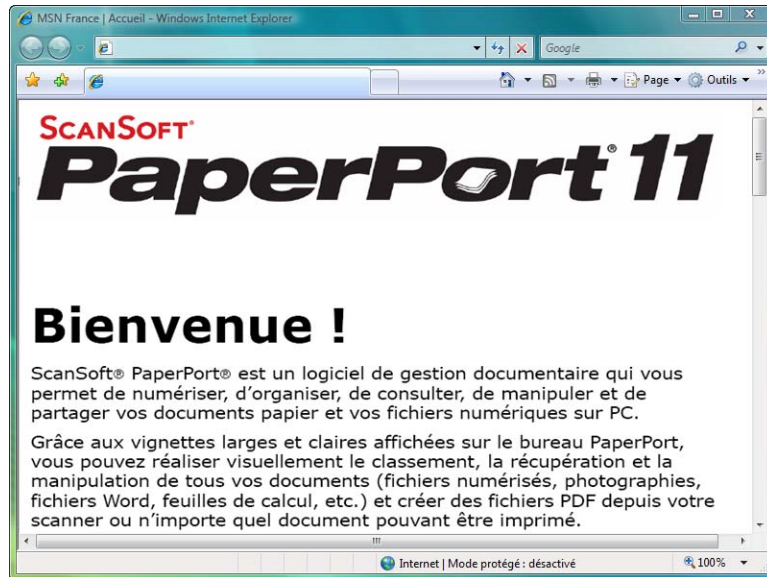 MSN France | Accueil - Windows Internet Explorer
Google
Page Outils
SCANSOFT®
PaperPort® 11
Bienvenue !
ScanSoft® PaperPort® est un logiciel de gestion documentaire qui vous
permet de numériser, d’organiser, de consulter, de manipuler et de
partager vos documents papier et vos fichiers numériques sur PC.
Grâce aux vignettes larges et claires affichées sur le bureau PaperPort,
vous pouvez réaliser visuellement le classement, la récupération et la
manipulation de tous vos documents (fichiers numérisés, photographies,
fichiers Word, feuilles de calcul, etc.) et créer des fichiers PDF depuis votre
scanner ou n’importe quel document pouvant être imprimé.
Internet | Mode protégé : désactivé 100%